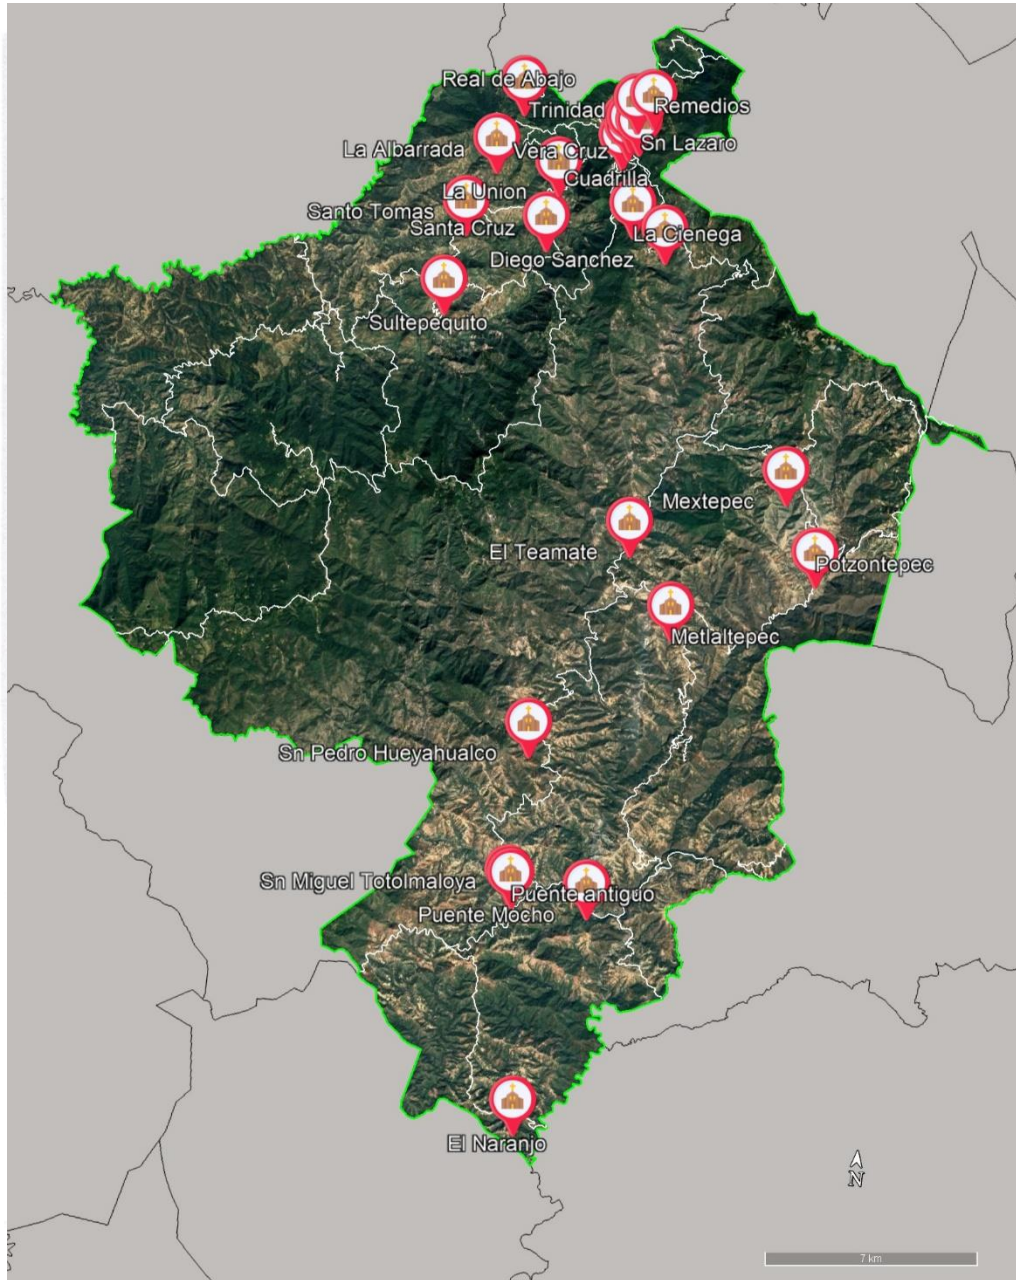 Real de Abajo
Trinidad
Remedios
La Albarrada
Vera Cruz
Sn Lazaro
Cuadrilla
La Union
Santo Tomas
Santa Cruz
La Cienega
Diego Sanchez
Sultepequito
Mextepec
El Teamate
Potzontepec
Metlaltepec
Sn Pedro Hueyahualco
Sn Miguel Totolmaloya
Puente antiguo
Puente Mocho
El Naranjo
N
7 km